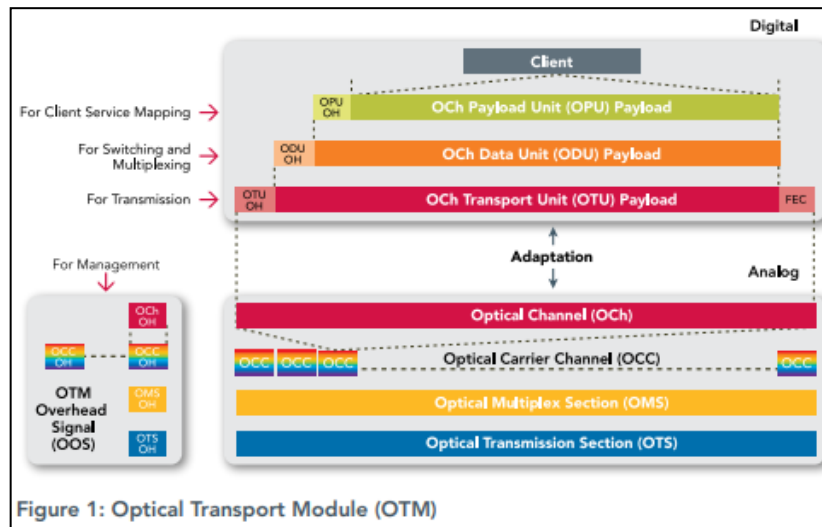 Digital
Client
For Client Service Mapping
OPU
OH
OCh Payload Unit (OPU) Payload
For Switching and
Multiplexing
ODU
OH
OCh Data Unit (ODU) Payload
For Transmission
OTU
OH
OCh Transport Unit (OTU) Payload
FEC
Adaptation
Analog
For Management
OCh
OH
OCC
OH
OCC
OH
OMS
OH
OTS
OH
OTM
Overhead
Signal
(OOS)
Optical Channel (OCh)
OCC
OCC
OCC
Optical Carrier Channel (OCC)
OCC
Optical Multiplex Section (OMS)
Optical Transmission Section (OTS)
Figure 1: Optical Transport Module (OTM)